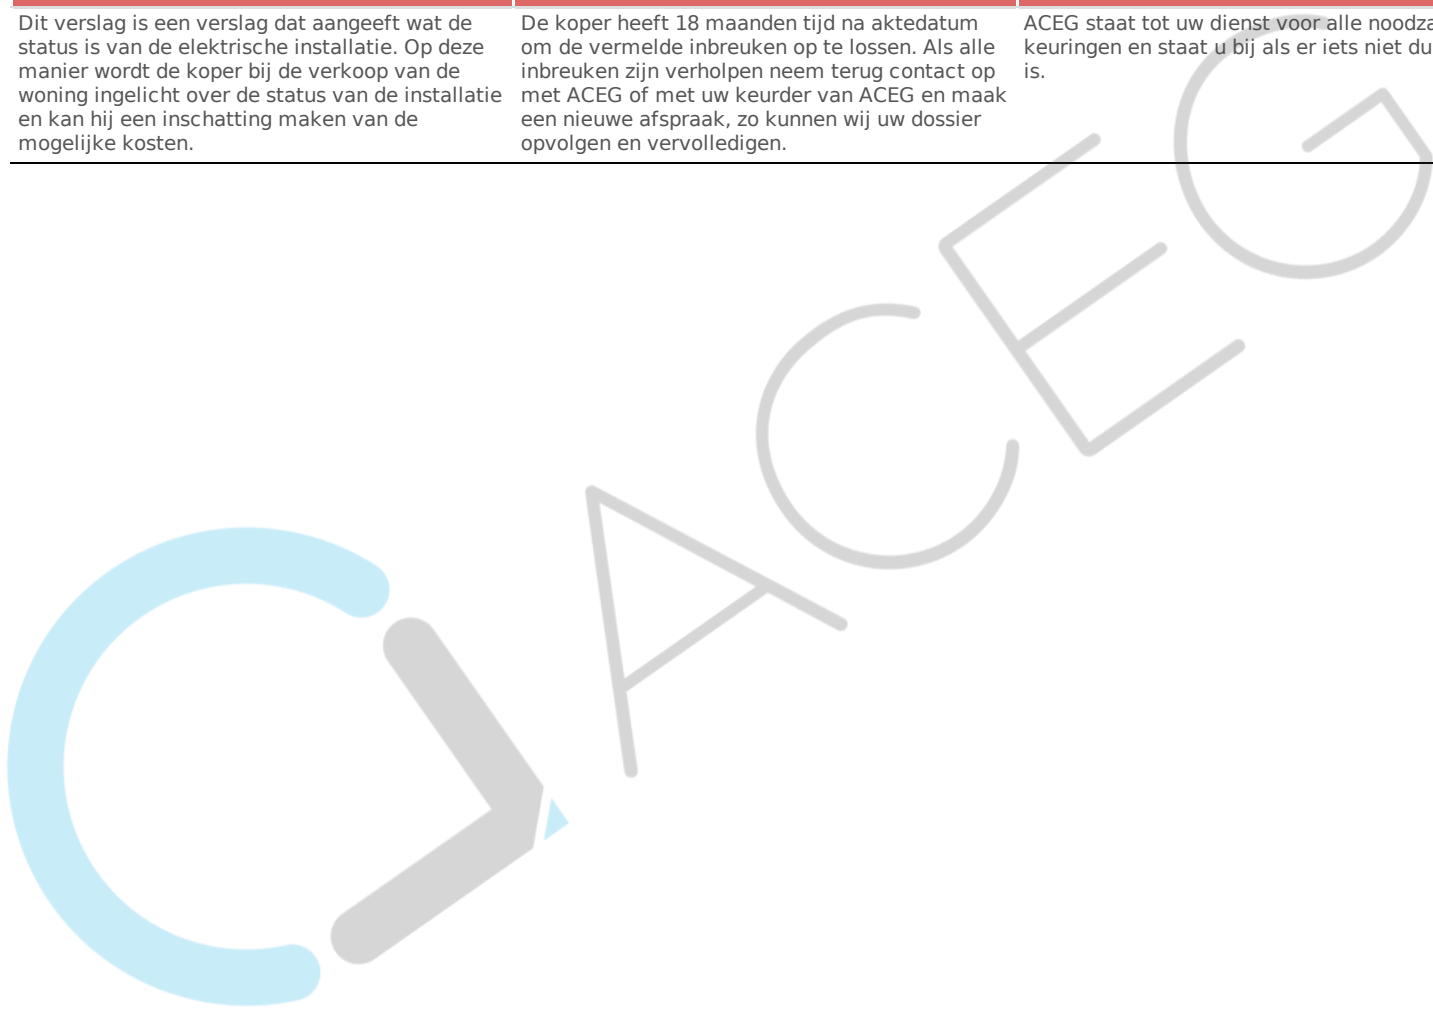 Dit verslag is een verslag dat aangeeft wat de
status is van de elektrische installatie. Op deze
manier wordt de koper bij de verkoop van de
woning ingelicht over de status van de installatie
en kan hij een inschatting maken van de
mogelijke kosten.
De koper heeft 18 maanden tijd na aktedatum
om de vermelde inbreuken op te lossen. Als alle
inbreuken zijn verholpen neem terug contact op
met ACEG of met uw keurder van ACEG en maak
een nieuwe afspraak, zo kunnen wij uw dossier
opvolgen en vervolledigen.
ACEG staat tot uw dienst voor alle
keuringen en staat u bij als er iets niet
is.
ACEG